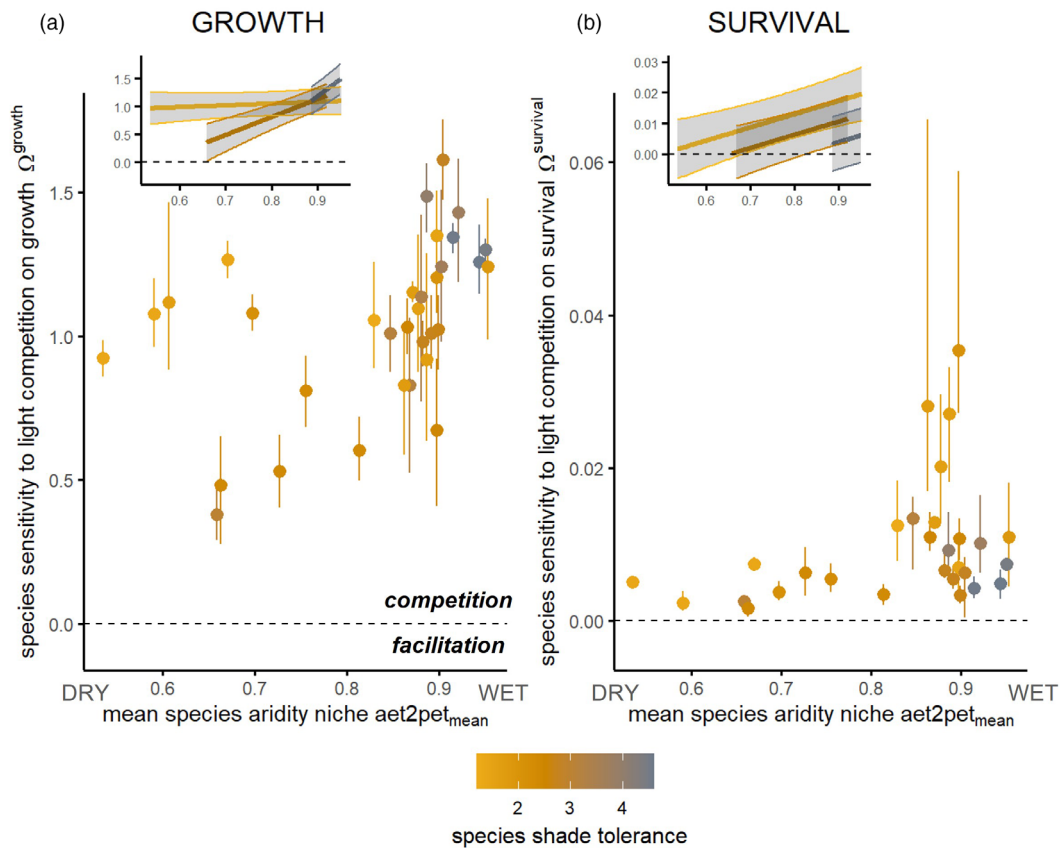 (a) GROWTH
species sensitivity to light competition on growth Ωgrowth
1.5
1.0
0.5
0.0
0.6 0.7 0.8 0.9
1.5
1.0
0.5
0.0
competition
facilitation
DRY 0.6 0.7 0.8 0.9 WET
mean species aridity niche aet2petmean
(b) SURVIVAL
species sensitivity to light competition on survival Ωsurvival
0.03
0.02
0.01
0.00
0.6 0.7 0.8 0.9
0.06
0.04
0.02
0.00
DRY 0.6 0.7 0.8 0.9 WET
mean species aridity niche aet2petmean
2 3 4
species shade tolerance